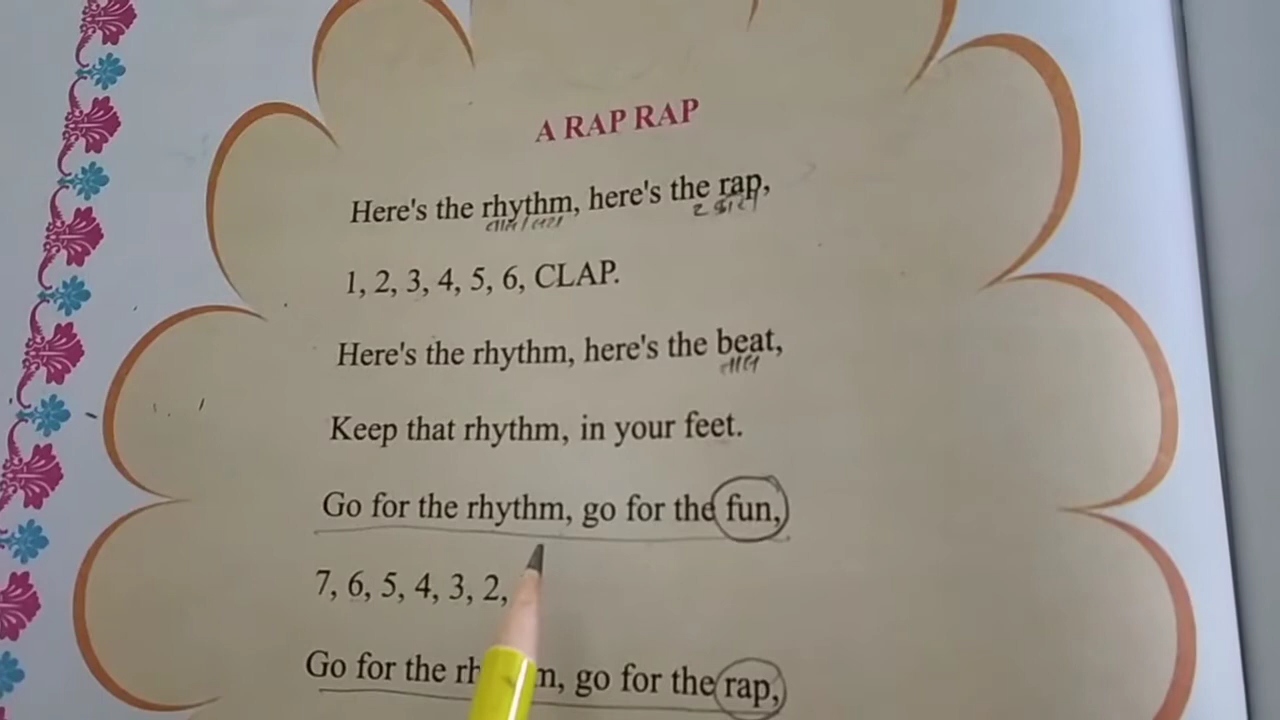 A RAP RAP
Here's the rhythm, here's the rap,
1, 2, 3, 4, 5, 6, CLAP.
Here's the rhythm, here's the beat,
Keep that rhythm, in your feet.
Go for the rhythm, go for the fun,
7, 6, 5, 4, 3, 2,
Go for the go for the rap,